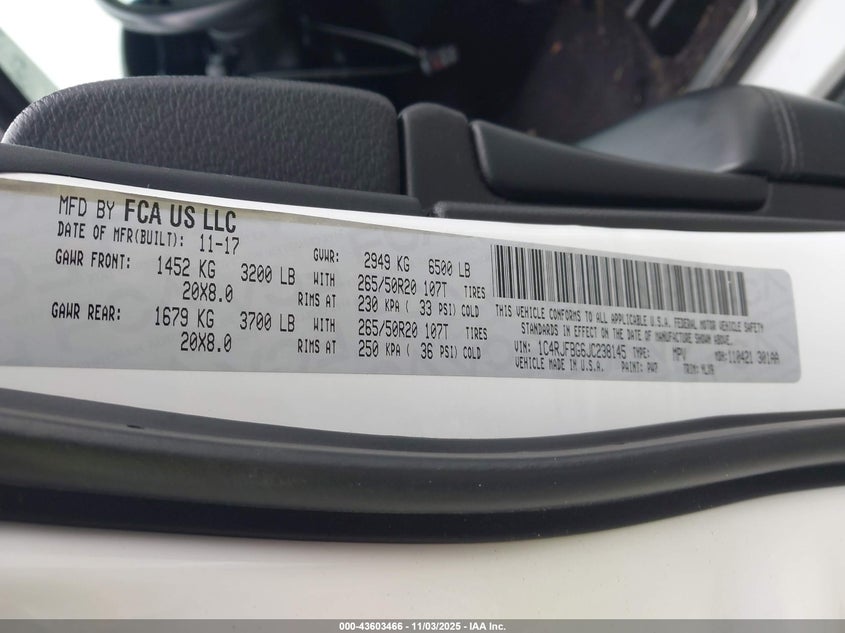 MFD BY FCA US LLC
DATE OF MFR(BUILT): 11-17 GVWR: 2949 KG 6500 LB
GAWR FRONT: 1452 KG 3200 LB WITH 265/50R20 107T TIRES
20X8.0 RIMS AT 230 KPA ( 33 PSI) COLD
GAWR REAR: 1679 KG 3700 LB WITH 265/50R20 107T TIRES
20X8.0 RIMS AT 250 KPA ( 36 PSI) COLD
THIS VEHICLE CONFORMS TO ALL APPLICABLE U.S.A. FEDERAL MOTOR VEHICLE SAFETY
STANDARDS IN EFFECT ON THE DATE OF MANUFACTURE SHOWN ABOVE.
VIN: 1C4RJFBG6JC238145 TYPE: MPV MDH: 110421 301AA
VEHICLE MADE IN U.S.A. PAINT: PW7 TRIM:
000-43603466 - 11/03/2025 - IAA Inc.